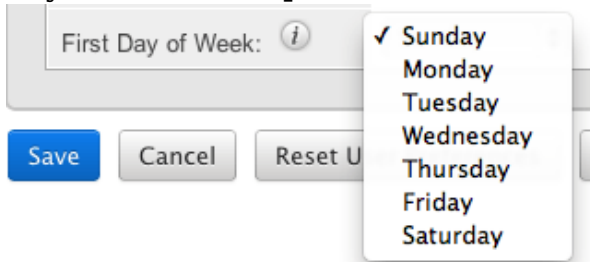 First Day of Week: i ✓ Sunday
Monday
Tuesday
Wednesday
Thursday
Friday
Saturday
Save Cancel Reset U